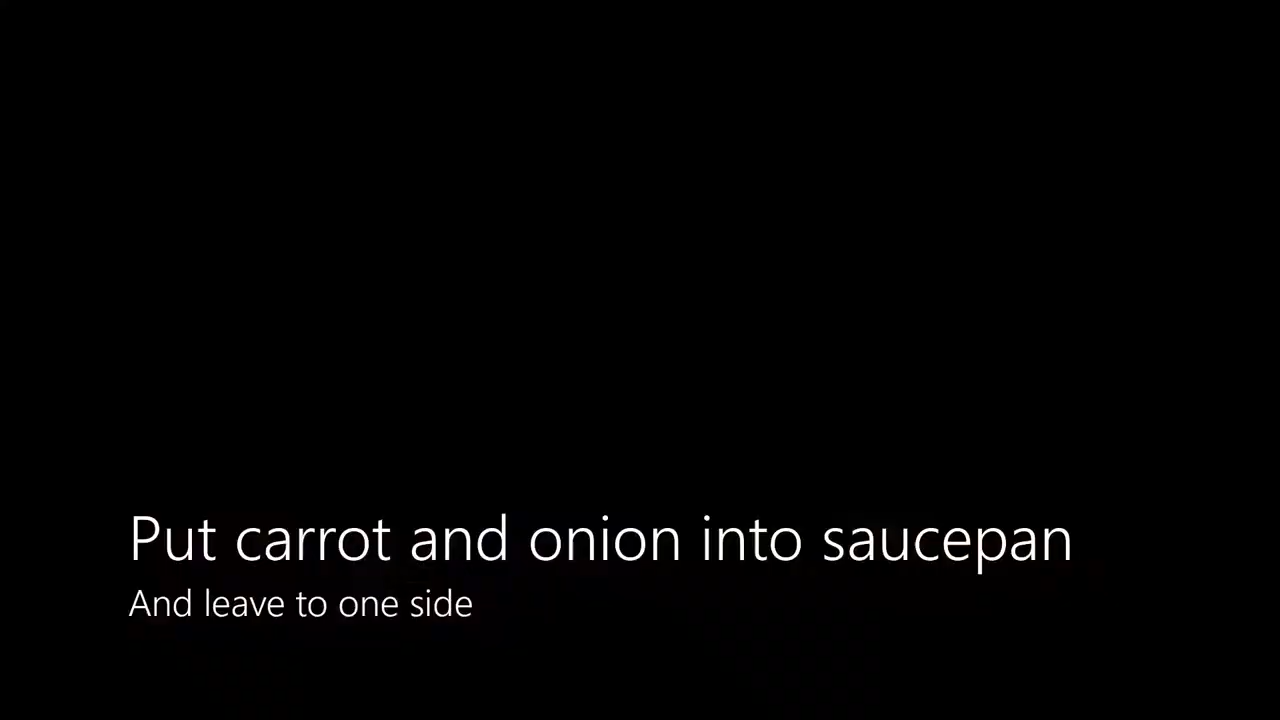 Put carrot and onion into saucepan
And leave to one side